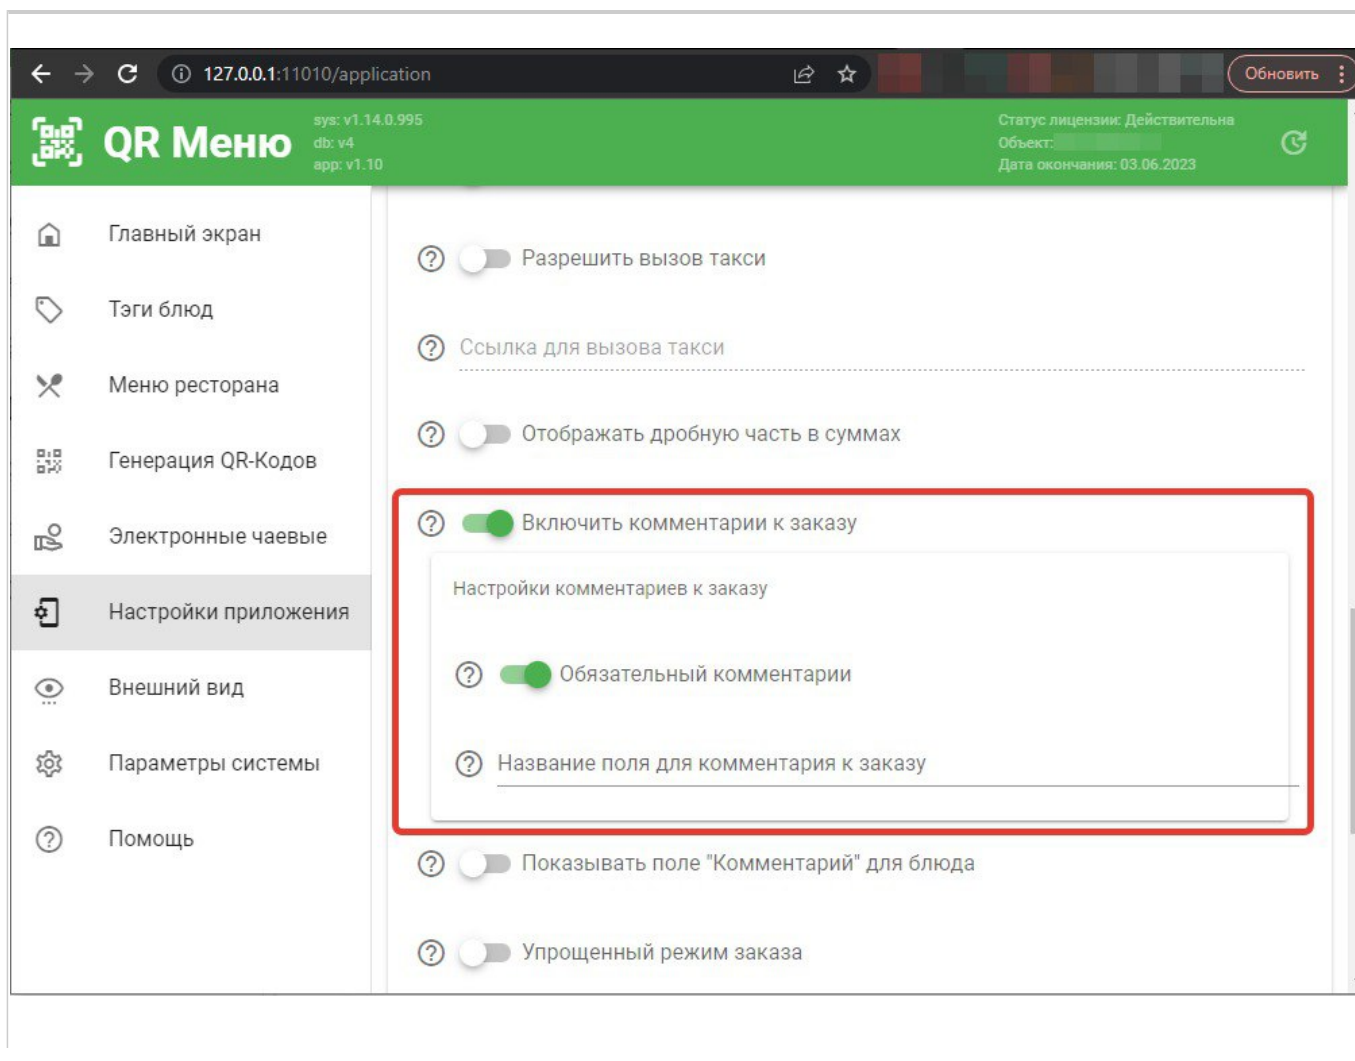 127.0.0.1:11010/application
Обновить
QR Меню
sys: v1.14.0.995
db: v4
app: v1.10
Статус лицензии: Действительна
Объект:
Дата окончания: 03.06.2023
Главный экран
Тэги блюд
Меню ресторана
Генерация QR-Кодов
Электронные чаевые
Настройки приложения
Внешний вид
Параметры системы
Помощь
Разрешить вызов такси
Ссылка для вызова такси
Отображать дробную часть в суммах
Включить комментарии к заказу
Настройки комментариев к заказу
Обязательный комментарии
Название поля для комментария к заказу
Показывать поле "Комментарий" для блюда
Упрощенный режим заказа